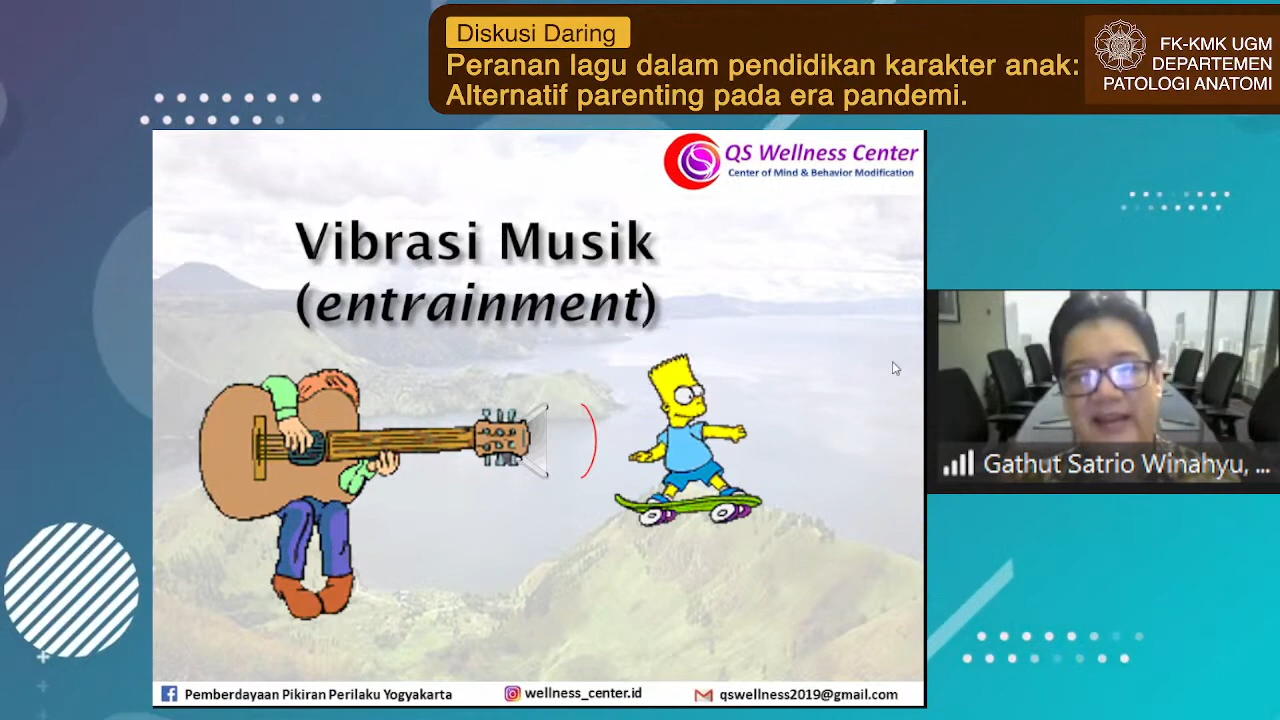 Diskusi Daring
Peranan lagu dalam pendidikan karakter anak:
Alternatif parenting pada era pandemi.
FK-KMK UGM
DEPARTEMEN
PATOLOGI ANATOMI
QS Wellness Center
Center of Mind & Behavior Modification
Vibrasi Musik
(entrainment)
Gathut Satrio Winahyu, ...
Pemberdayaan Pikiran Perilaku Yogyakarta
wellness_center.id
qswellness2019@gmail.com